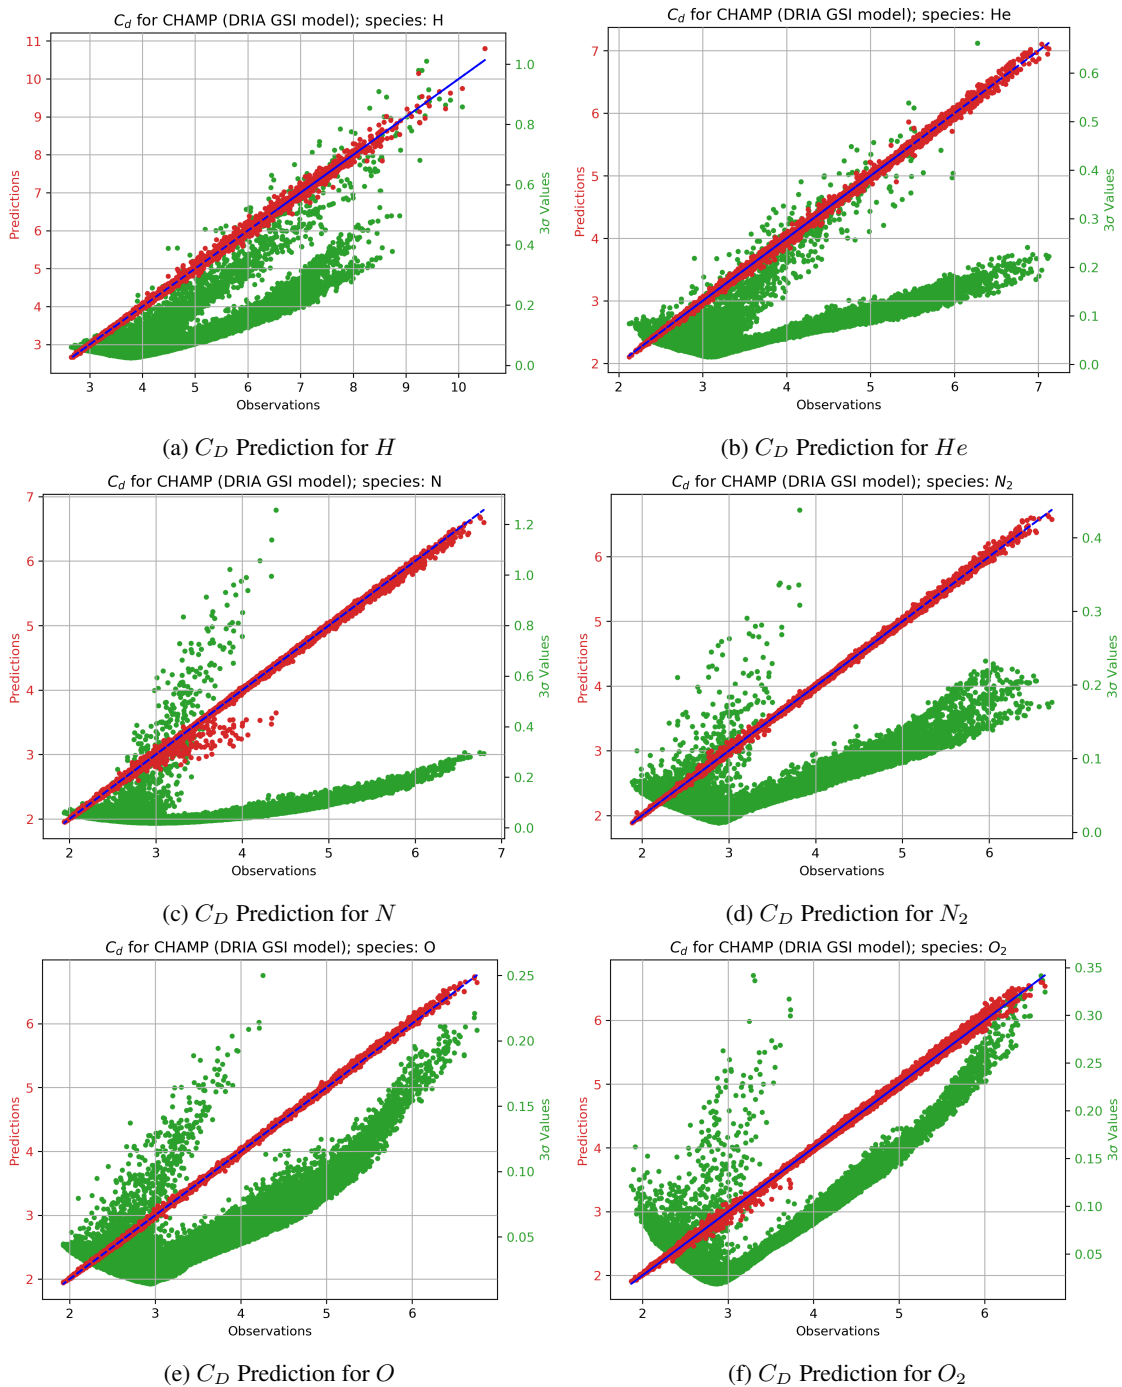 C_d for CHAMP (DRIA GSI model); species: H
11
10
9
8
7
6
5
4
3
Predictions
1.0
0.8
0.6
0.4
0.2
0.0
3σ Values
3 4 5 6 7 8 9 10
Observations
(a) C_D Prediction for H
C_d for CHAMP (DRIA GSI model); species: He
7
6
5
4
3
2
Predictions
0.6
0.5
0.4
0.3
0.2
0.1
0.0
3σ Values
2 3 4 5 6 7
Observations
(b) C_D Prediction for He
C_d for CHAMP (DRIA GSI model); species: N
7
6
5
4
3
2
Predictions
1.2
1.0
0.8
0.6
0.4
0.2
0.0
3σ Values
2 3 4 5 6 7
Observations
(c) C_D Prediction for N
C_d for CHAMP (DRIA GSI model); species: N_2
6
5
4
3
2
Predictions
0.4
0.3
0.2
0.1
0.0
3σ Values
2 3 4 5 6
Observations
(d) C_D Prediction for N_2
C_d for CHAMP (DRIA GSI model); species: O
6
5
4
3
2
Predictions
0.25
0.20
0.15
0.10
0.05
3σ Values
2 3 4 5 6
Observations
(e) C_D Prediction for O
C_d for CHAMP (DRIA GSI model); species: O_2
6
5
4
3
2
Predictions
0.35
0.30
0.25
0.20
0.15
0.10
0.05
3σ Values
2 3 4 5 6
Observations
(f) C_D Prediction for O_2